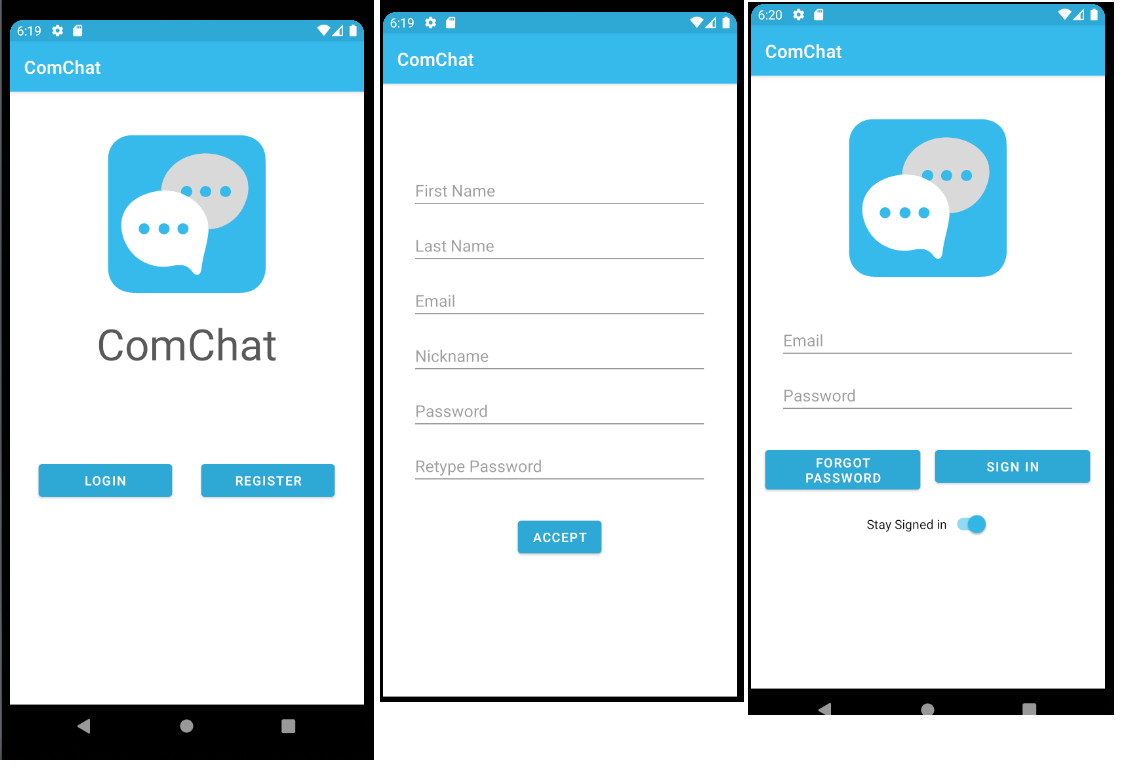 6:19
ComChat
ComChat
LOGIN
REGISTER
6:19
ComChat
First Name
Last Name
Email
Nickname
Password
Retype Password
ACCEPT
6:20
ComChat
Email
Password
FORGOT
PASSWORD
SIGN IN
Stay Signed in